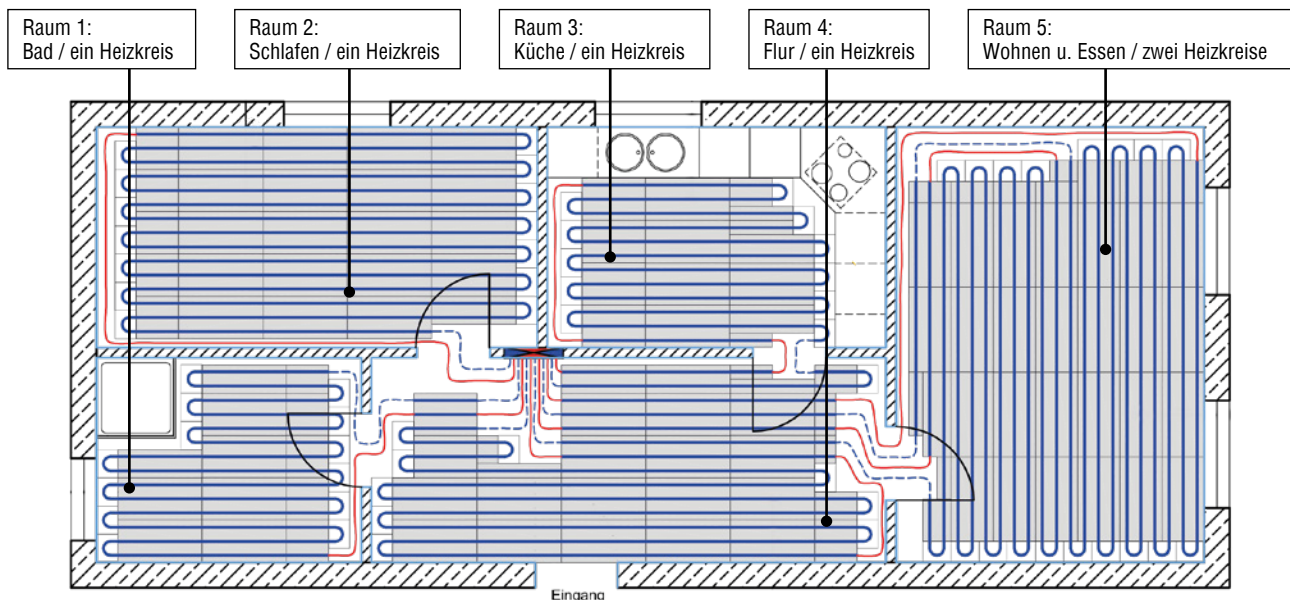 Raum 1:
Bad / ein Heizkreis
Raum 2:
Schlafen / ein Heizkreis
Raum 3:
Küche / ein Heizkreis
Raum 4:
Flur / ein Heizkreis
Raum 5:
Wohnen u. Essen / zwei Heizkreise
Eingang